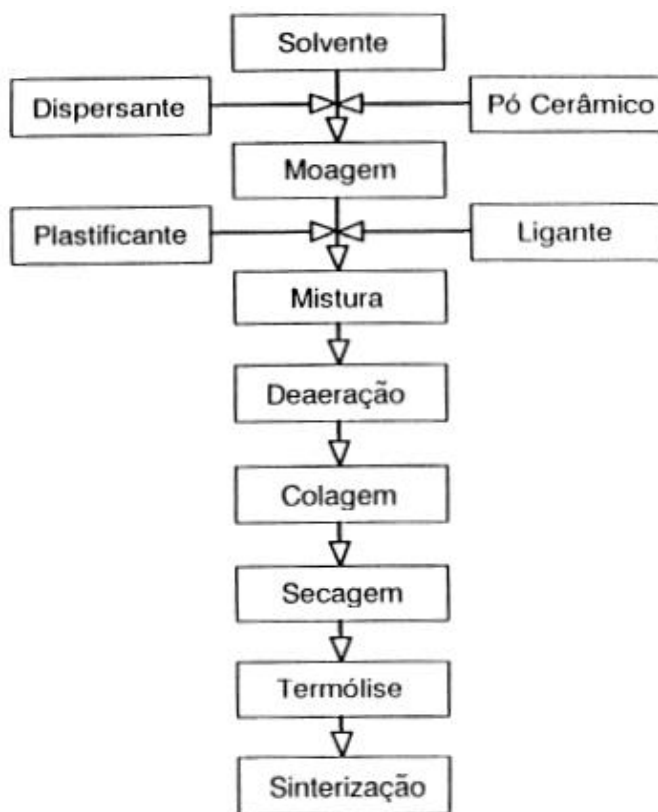 Solvente
Dispersante
Pó Cerâmico
Moagem
Plastificante
Ligante
Mistura
Deaeração
Colagem
Secagem
Termólise
Sinterização